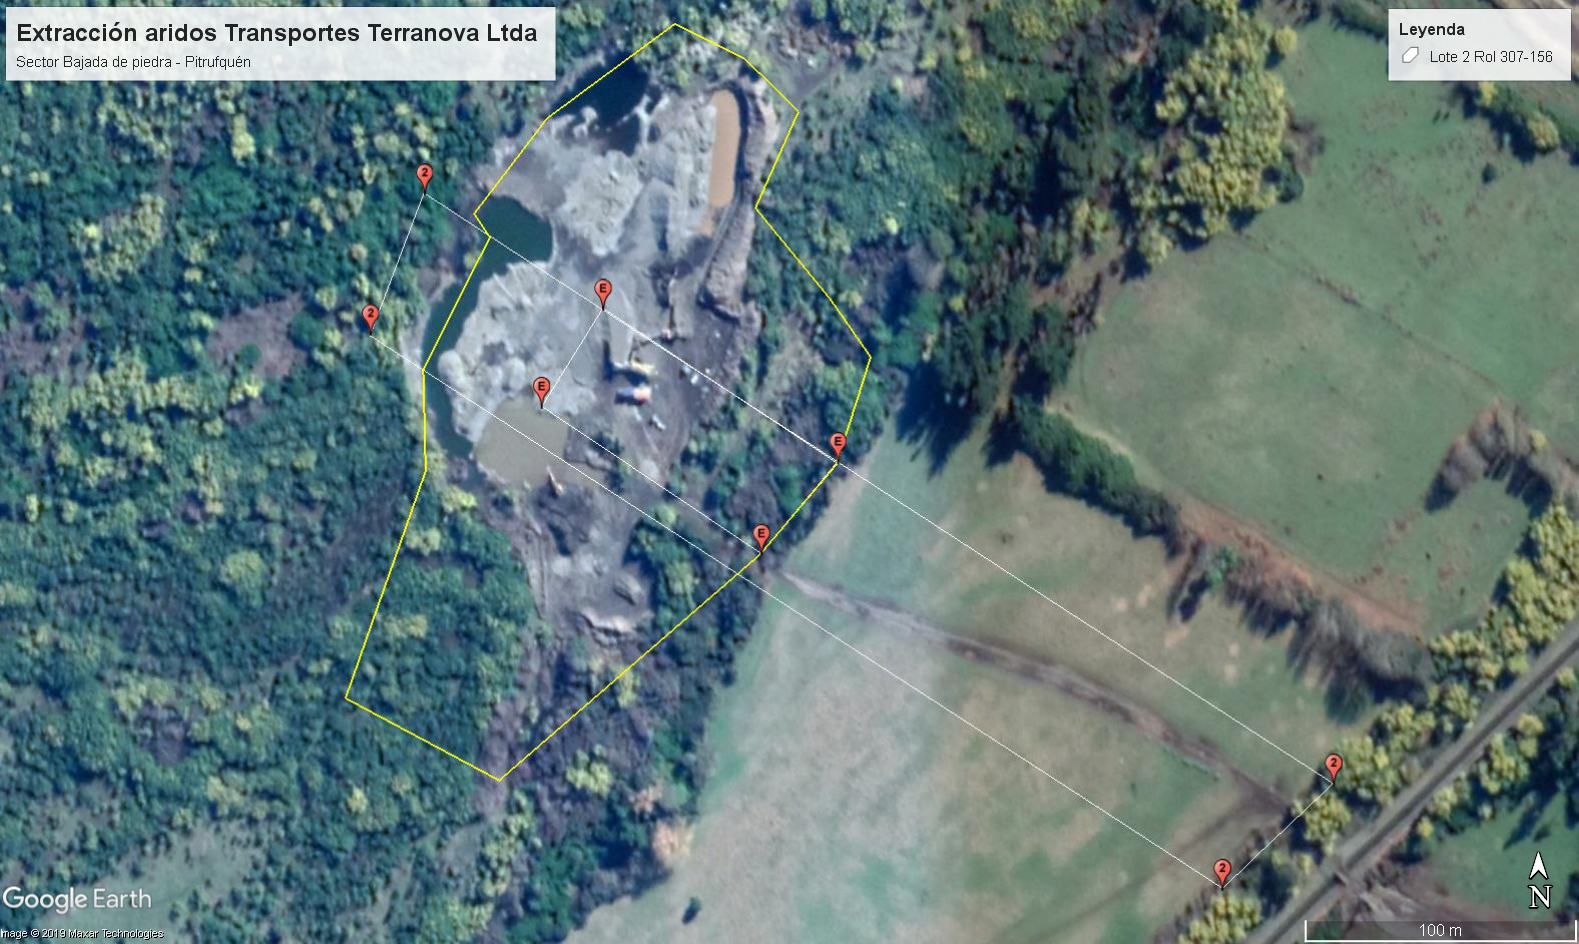 Extracción aridos Transportes Terranova Ltda
Sector Bajada de piedra - Pitrufquén
Leyenda
Lote 2 Rol 307-156
2
2
E
E
E
E
2
2
Google Earth
N
100 m
Image © 2019 Maxar Technologies